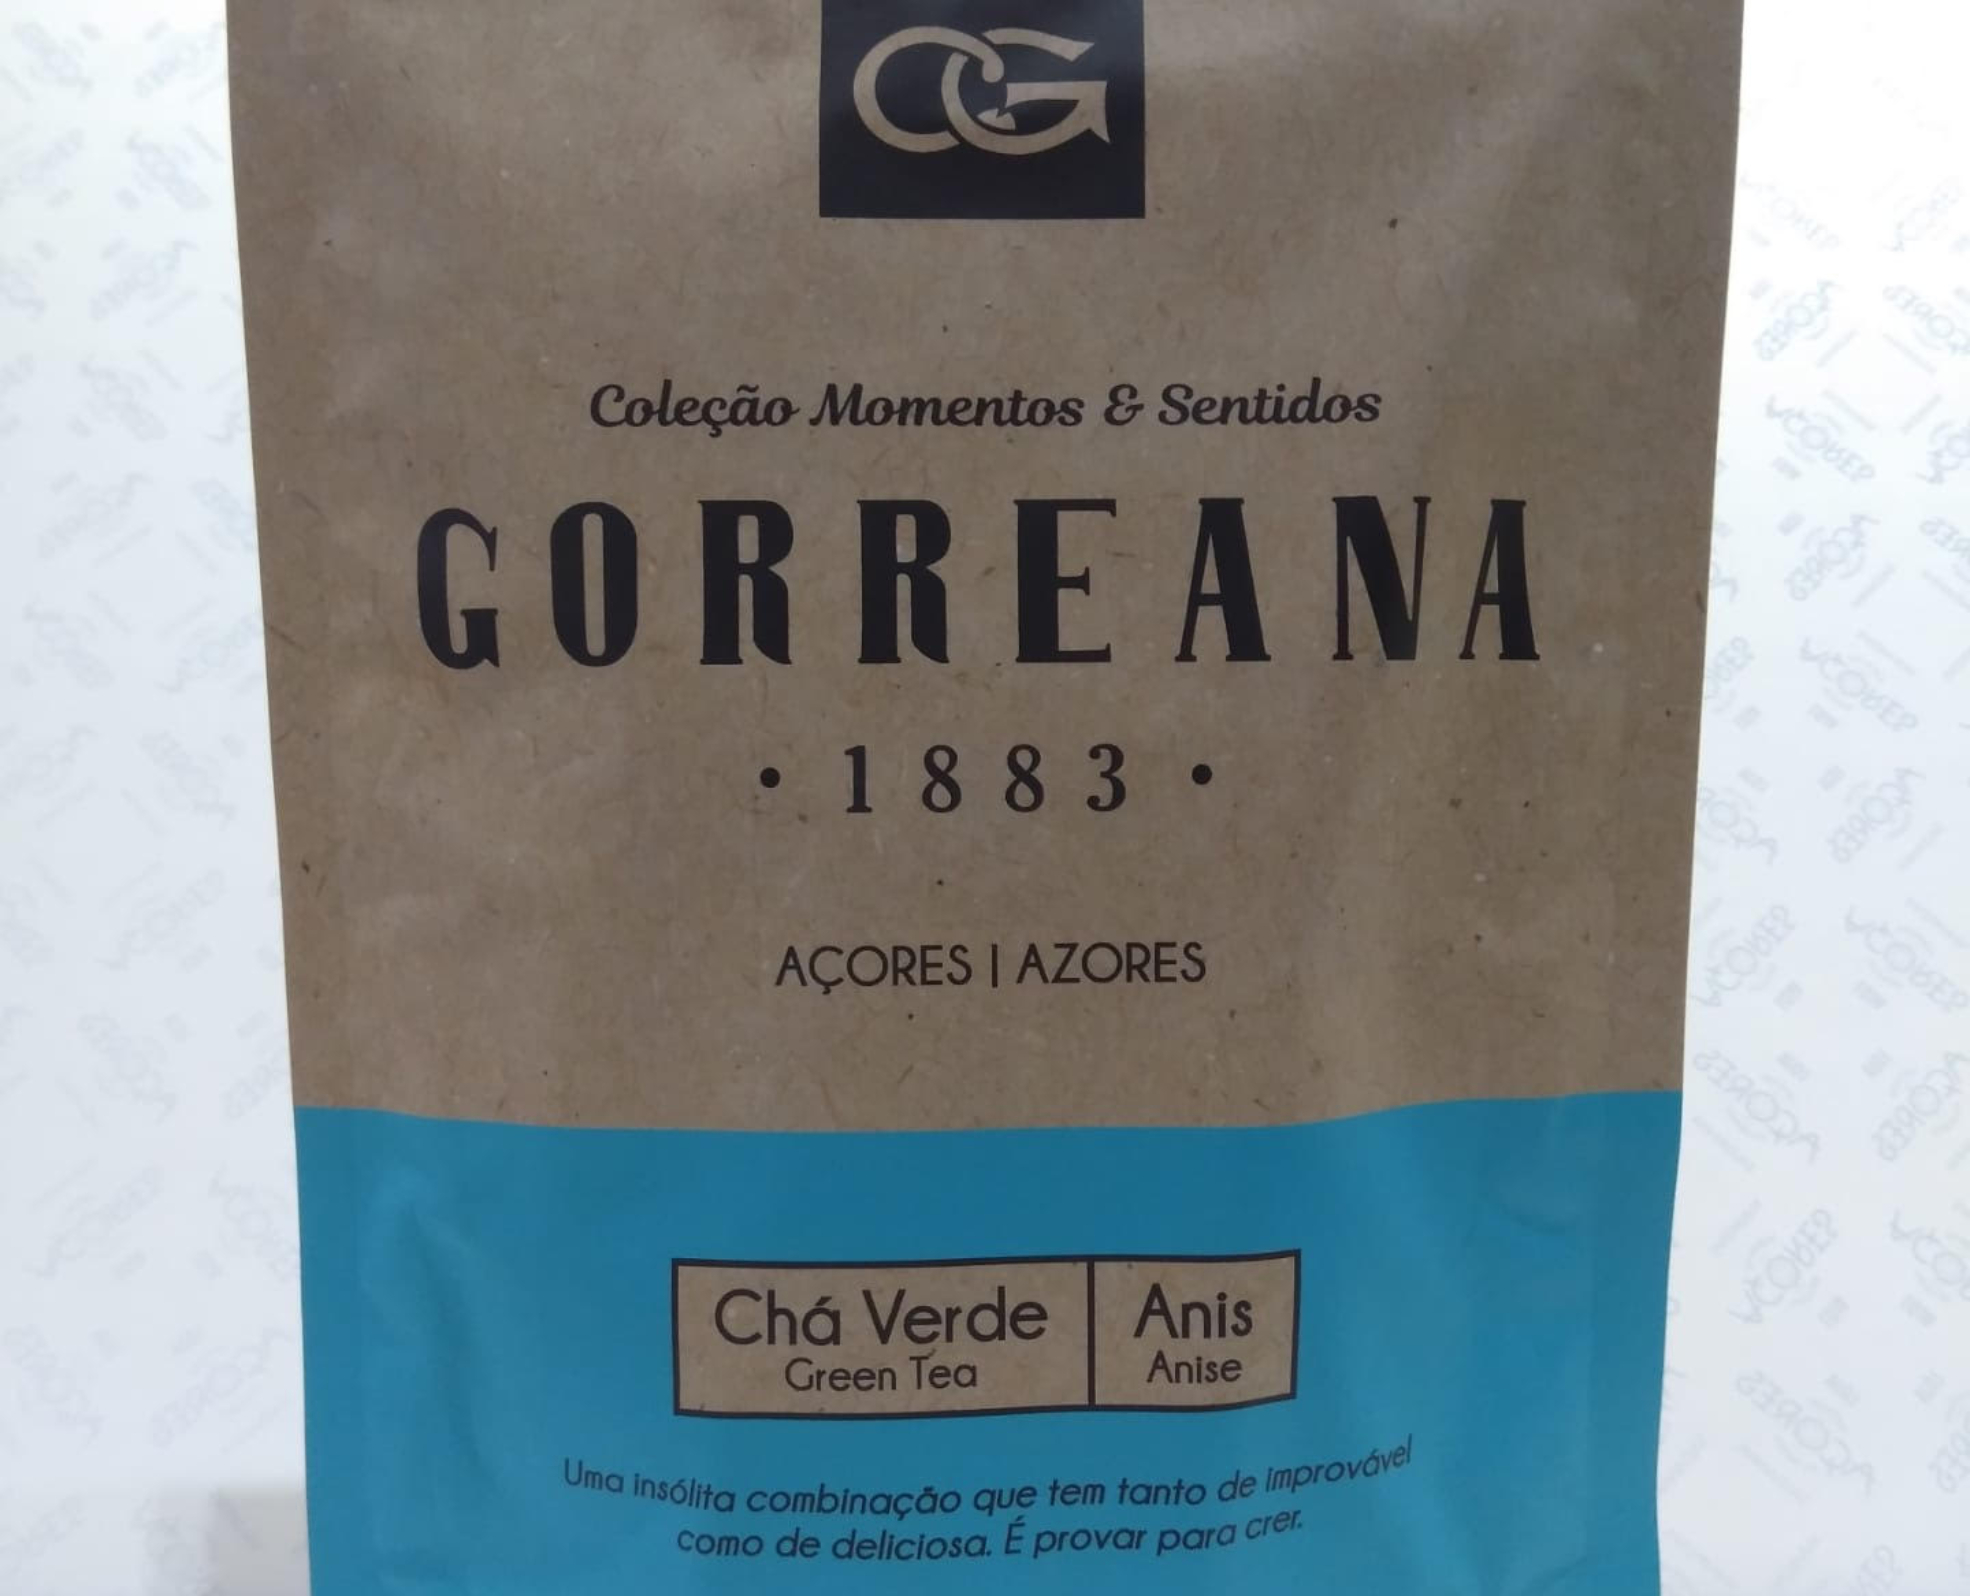 CG
Coleção Momentos & Sentidos
GORREANA
• 1883 •
AÇORES | AZORES
Chá Verde | Anis
Green Tea | Anise
Uma insólita combinação que tem tanto de improvável
como de deliciosa. É provar para crer.